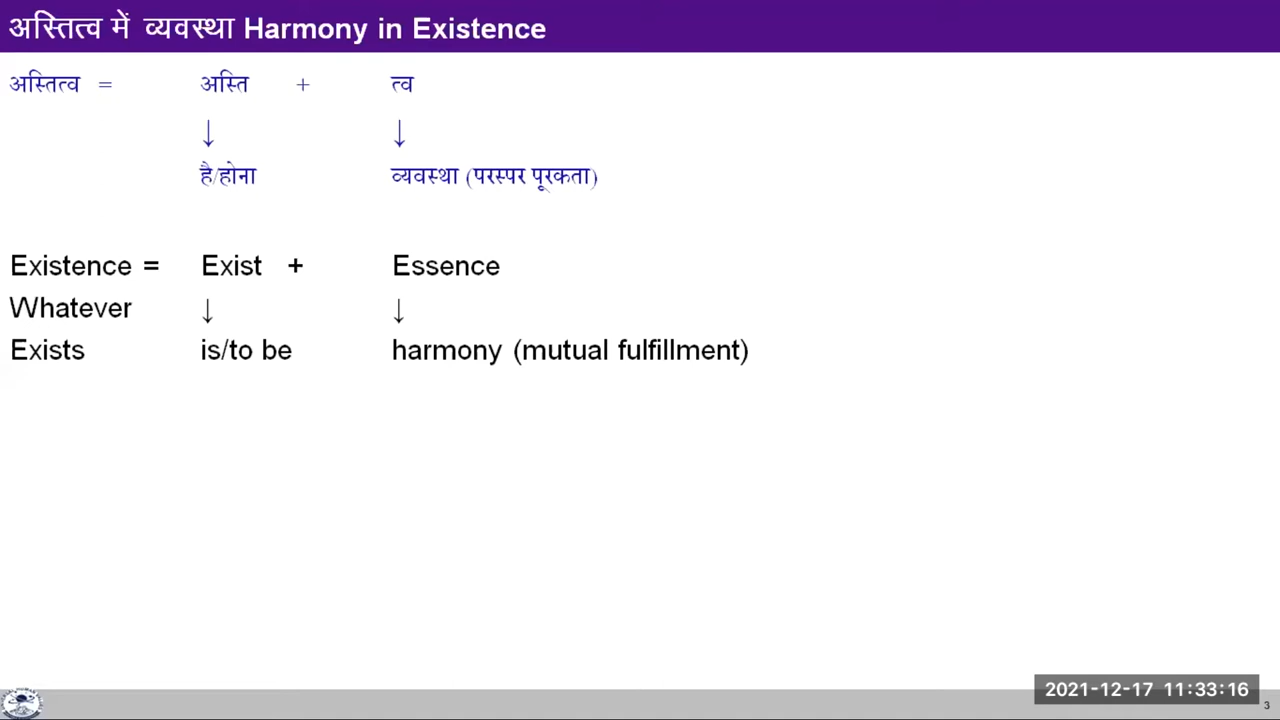 अस्तित्व में व्यवस्था Harmony in Existence
अस्तित्व = अस्ति + त्व
↓ ↓
है/होना व्यवस्था (परस्पर पूरकता)
Existence = Exist + Essence
Whatever ↓ ↓
Exists is/to be harmony (mutual fulfillment)
2021-12-17 11:33:16
3